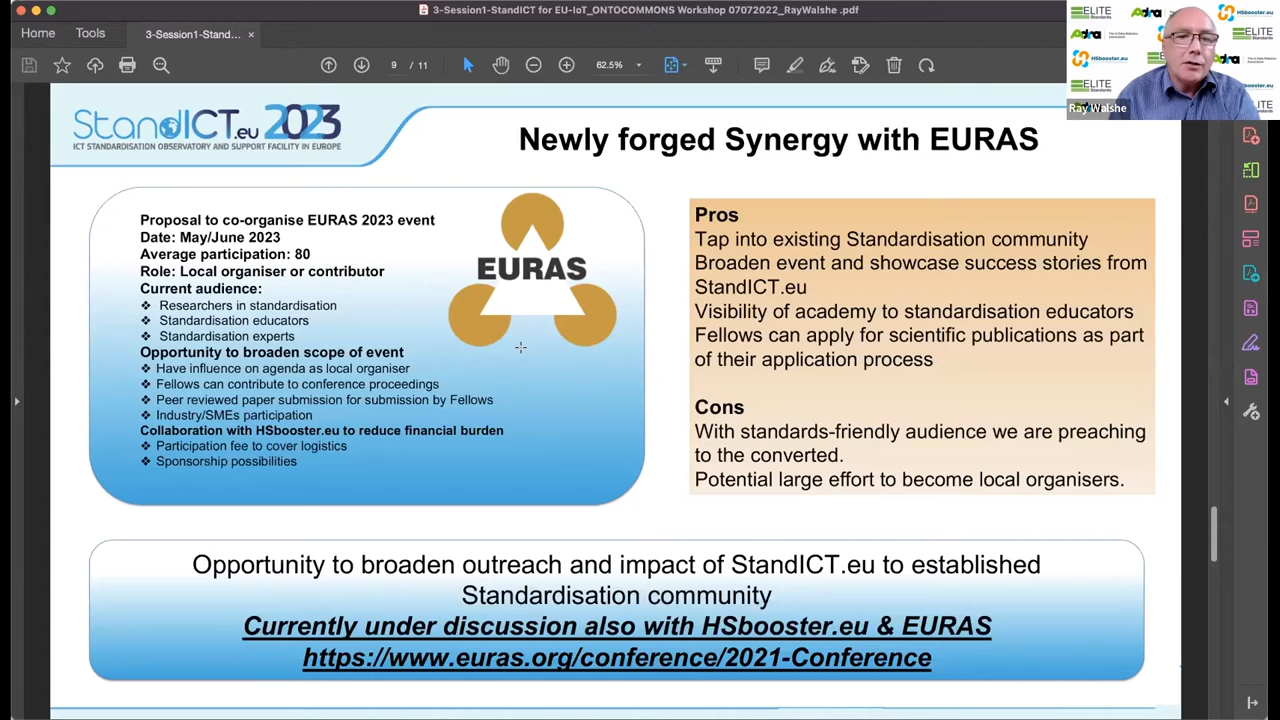 3-Session1-StandICT for EU-IoT_ONTOCOMMONS Workshop 07072022_RayWalshe .pdf
Home
Tools
3-Session1-Stand...
×
9 of 11
62.5%
ELITE
Standards
Adra
HSbooster.eu
ELITE
Standards
Ray Walshe
StandICT.eu 2023
ICT STANDARDISATION OBSERVATORY AND SUPPORT FACILITY IN EUROPE
Newly forged Synergy with EURAS
Proposal to co-organise EURAS 2023 event
Date: May/June 2023
Average participation: 80
Role: Local organiser or contributor
Current audience:
❖ Researchers in standardisation
❖ Standardisation educators
❖ Standardisation experts
Opportunity to broaden scope of event
❖ Have influence on agenda as local organiser
❖ Fellows can contribute to conference proceedings
❖ Peer reviewed paper submission for submission by Fellows
❖ Industry/SMEs participation
Collaboration with HSbooster.eu to reduce financial burden
❖ Participation fee to cover logistics
❖ Sponsorship possibilities
EURAS
Pros
Tap into existing Standardisation community
Broaden event and showcase success stories from
StandICT.eu
Visibility of academy to standardisation educators
Fellows can apply for scientific publications as part
of their application process
Cons
With standards-friendly audience we are preaching
to the converted.
Potential large effort to become local organisers.
Opportunity to broaden outreach and impact of StandICT.eu to established
Standardisation community
Currently under discussion also with HSbooster.eu & EURAS
https://www.euras.org/conference/2021-Conference